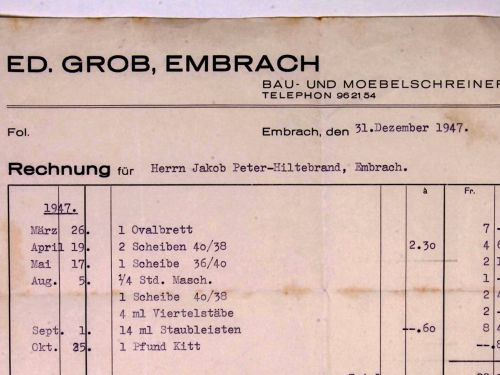 ED. GROB, EMBRACH
BAU- UND MOEBELSCHREINER
TELEPHON 962154
Fol. Embrach, den 31.Dezember 1947.
Rechnung für Herrn Jakob Peter-Hiltebrand, Embrach.
à Fr.
1947.
März 26. 1 Ovalbrett 7 -
April 19. 2 Scheiben 40/38 2.30 4 6
Mai 17. 1 Scheibe 36/40 2
Aug. 5. 1/4 Std. Masch. 1 -
1 Scheibe 40/38 2
4 ml Viertelstäbe 2
Sept. 1. 14 ml Staubleisten --.60 8 4
Okt. 25. 1 Pfund Kitt --.8